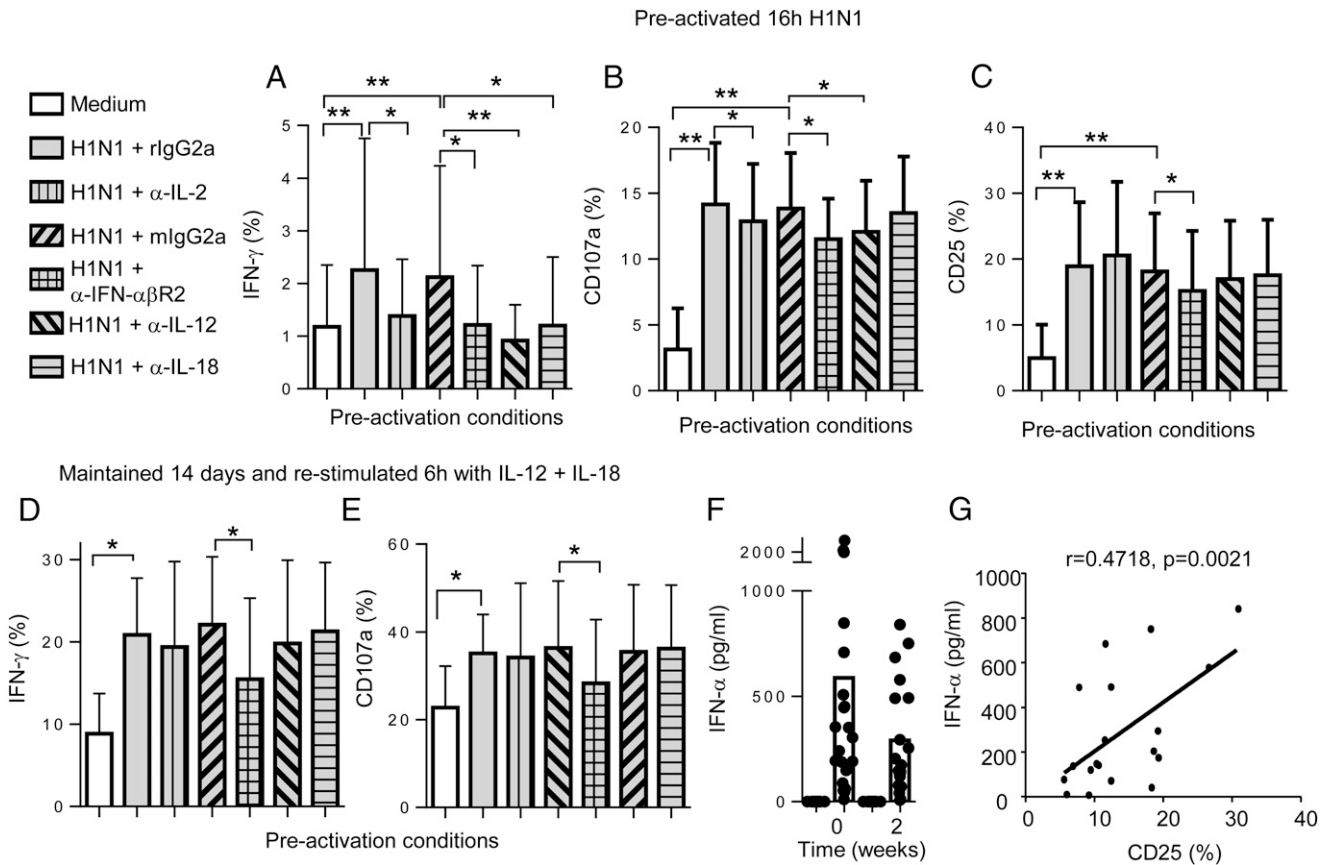 Pre-activated 16h H1N1
Medium
H1N1 + rIgG2a
H1N1 + α-IL-2
H1N1 + mIgG2a
H1N1 +
α-IFN-αβR2
H1N1 + α-IL-12
H1N1 + α-IL-18
A
**
*
**
*
**
*
5
4
3
2
1
0
IFN-γ (%)
Pre-activation conditions
B
**
*
**
*
*
20
15
10
5
0
CD107a (%)
Pre-activation conditions
C
**
**
*
40
30
20
10
0
CD25 (%)
Pre-activation conditions
Maintained 14 days and re-stimulated 6h with IL-12 + IL-18
D
*
*
30
20
10
0
IFN-γ (%)
E
*
*
60
40
20
0
CD107a (%)
Pre-activation conditions
F
2000
1000
500
0
IFN-α (pg/ml)
0 2
Time (weeks)
G
r=0.4718, p=0.0021
1000
800
600
400
200
0
IFN-α (pg/ml)
0 10 20 30 40
CD25 (%)